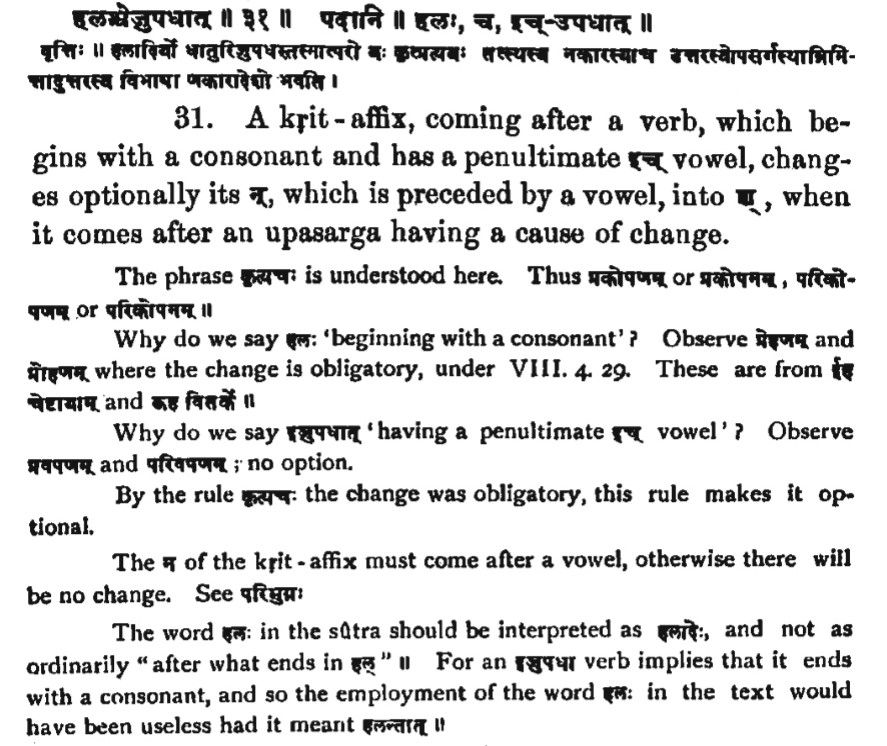 हलश्चेजुपधात् ॥ ३१ ॥ पदानि ॥ हलः, च, इच्-उपधात् ॥
वृत्तिः ॥ हलादिर्यो धातुरिजुपधस्तस्मात्परो यः कृत्प्रत्ययः तत्स्थस्य नकारस्याच उत्तरस्योपसर्गस्थान्निमि-
त्तादुत्तरस्य विभाषा णकारादेशो भवति ।
31. A kṛit-affix, coming after a verb, which be-
gins with a consonant and has a penultimate इच् vowel, chang-
es optionally its न्, which is preceded by a vowel, into ण्, when
it comes after an upasarga having a cause of change.
The phrase कृत्यचः is understood here. Thus प्रकोपणम् or प्रकोपनम्, परिको-
पणम् or परिकोपनम् ॥
Why do we say हलः 'beginning with a consonant'? Observe प्रेहणम् and
प्रोहणम् where the change is obligatory, under VIII. 4. 29. These are from ईह
चेष्टायाम् and ऊह वितर्के ॥
Why do we say इजुपधात् 'having a penultimate इच् vowel'? Observe
प्रवपणम् and परिवपणम्; no option.
By the rule कृत्यचः the change was obligatory, this rule makes it op-
tional.
The न of the kṛit-affix must come after a vowel, otherwise there will
be no change. See परिभुग्नः
The word हलः in the sûtra should be interpreted as हलादेः, and not as
ordinarily "after what ends in हल्" ॥ For an इजुपधा verb implies that it ends
with a consonant, and so the employment of the word हलः in the text would
have been useless had it meant हलन्तात् ॥